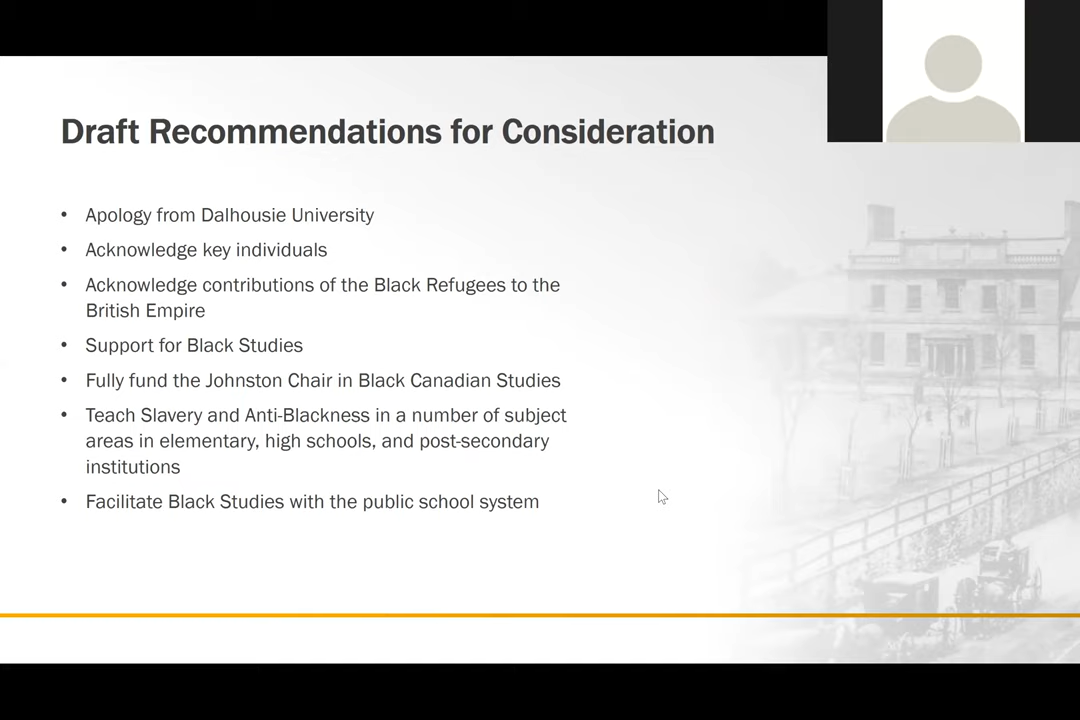 Draft Recommendations for Consideration
• Apology from Dalhousie University
• Acknowledge key individuals
• Acknowledge contributions of the Black Refugees to the
British Empire
• Support for Black Studies
• Fully fund the Johnston Chair in Black Canadian Studies
• Teach Slavery and Anti-Blackness in a number of subject
areas in elementary, high schools, and post-secondary
institutions
• Facilitate Black Studies with the public school system